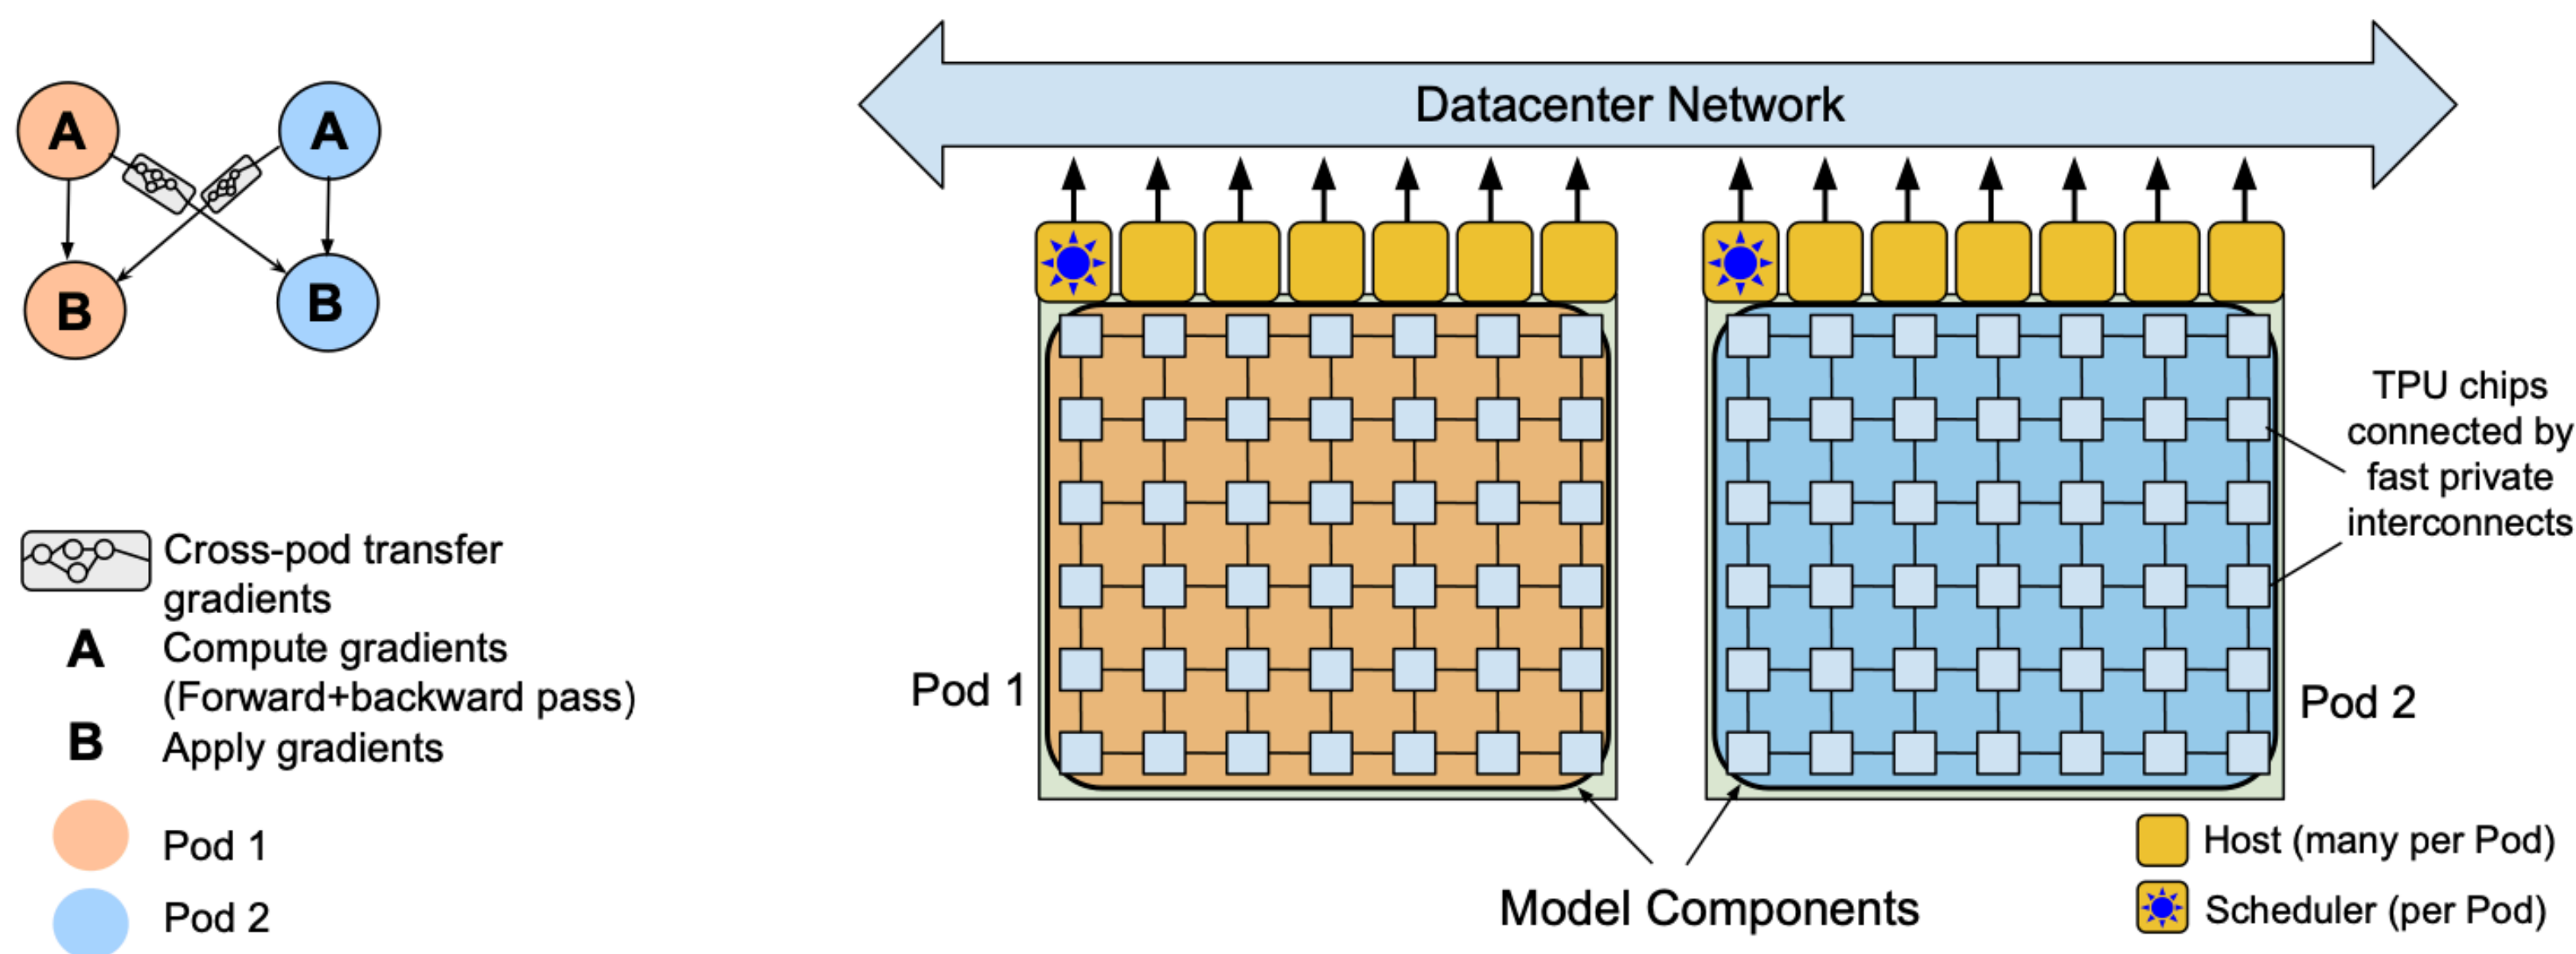 A
A
B
B
Cross-pod transfer
gradients
A
Compute gradients
(Forward+backward pass)
B
Apply gradients
Pod 1
Pod 2
Datacenter Network
Pod 1
TPU chips
connected by
fast private
interconnects
Pod 2
Model Components
Host (many per Pod)
Scheduler (per Pod)